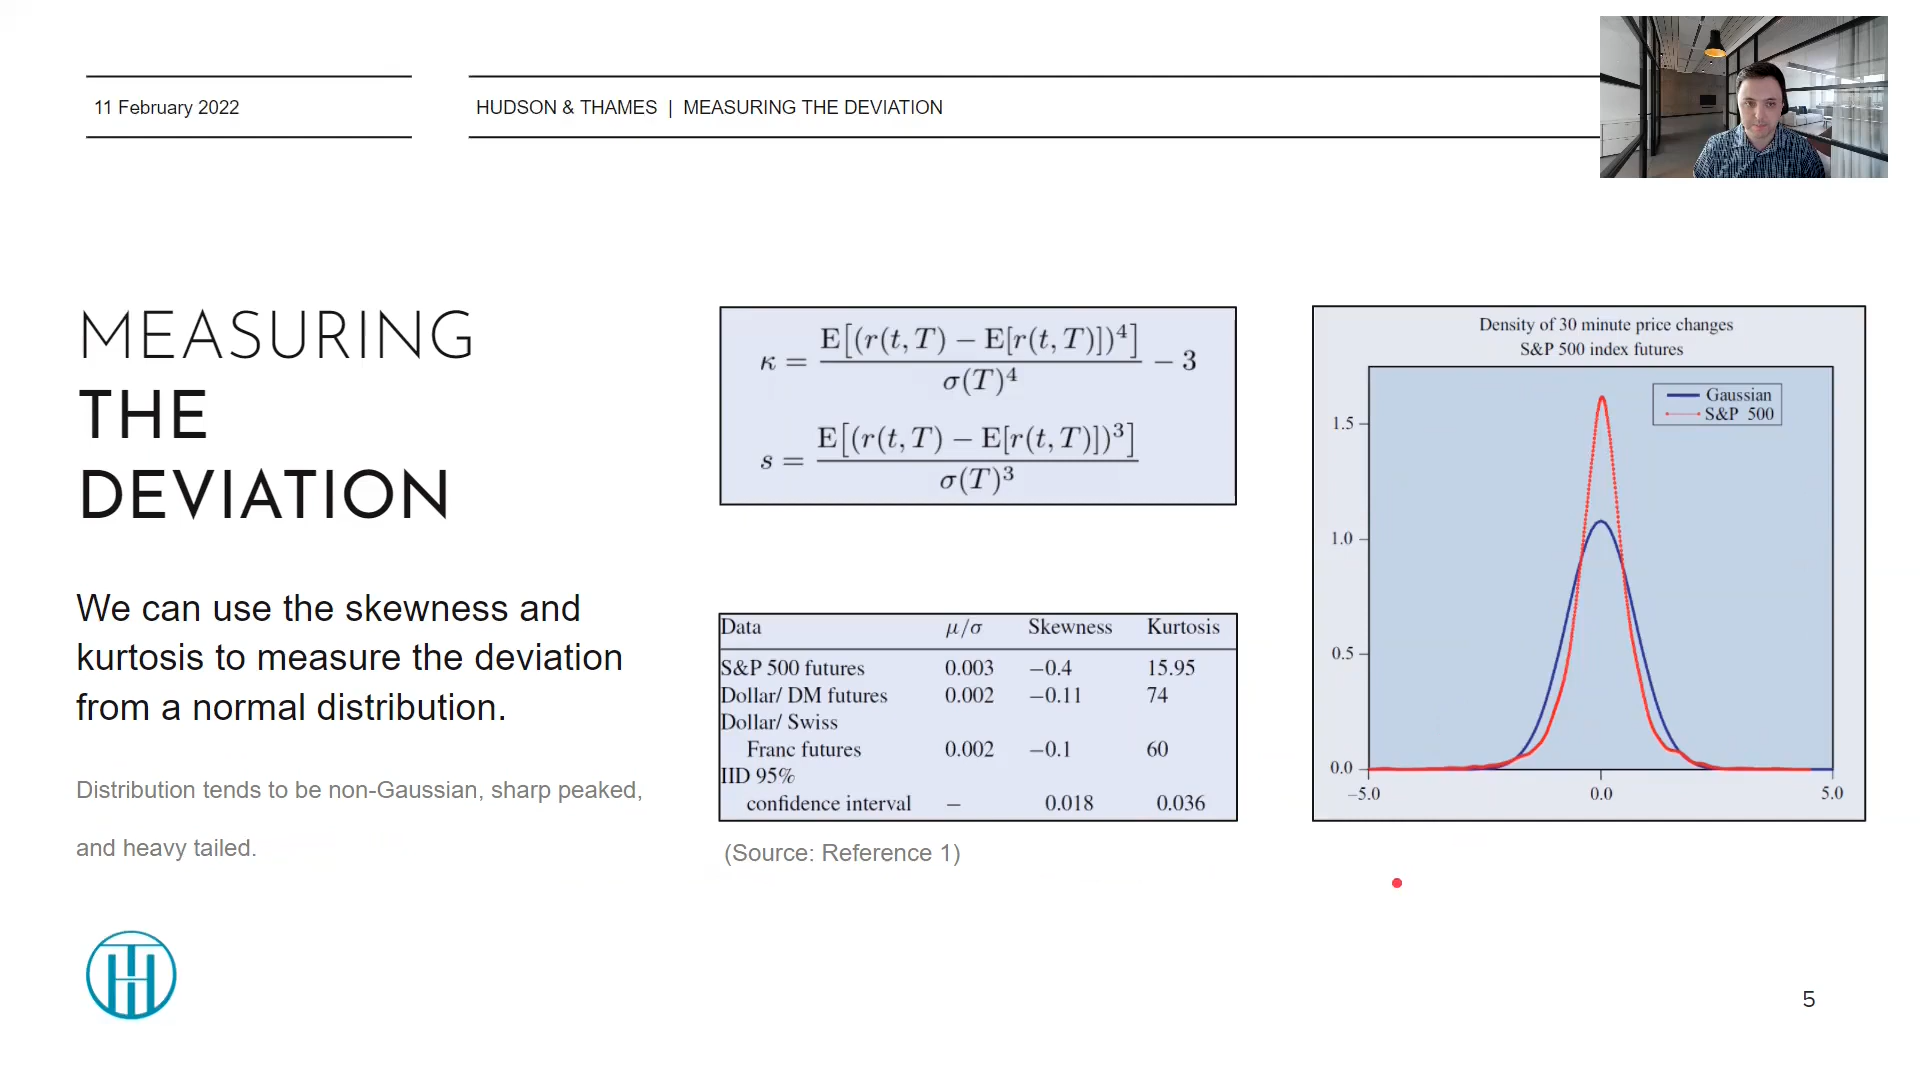 11 February 2022
HUDSON & THAMES | MEASURING THE DEVIATION
MEASURING
THE
DEVIATION
We can use the skewness and
kurtosis to measure the deviation
from a normal distribution.
Distribution tends to be non-Gaussian, sharp peaked,
and heavy tailed.
κ = E[(r(t, T) − E[r(t, T)])⁴] / σ(T)⁴ − 3
s = E[(r(t, T) − E[r(t, T)])³] / σ(T)³
Data μ/σ Skewness Kurtosis
S&P 500 futures 0.003 −0.4 15.95
Dollar/ DM futures 0.002 −0.11 74
Dollar/ Swiss
Franc futures 0.002 −0.1 60
IID 95%
confidence interval – 0.018 0.036
(Source: Reference 1)
Density of 30 minute price changes
S&P 500 index futures
Gaussian
S&P 500
1.5
1.0
0.5
0.0
−5.0 0.0 5.0
5